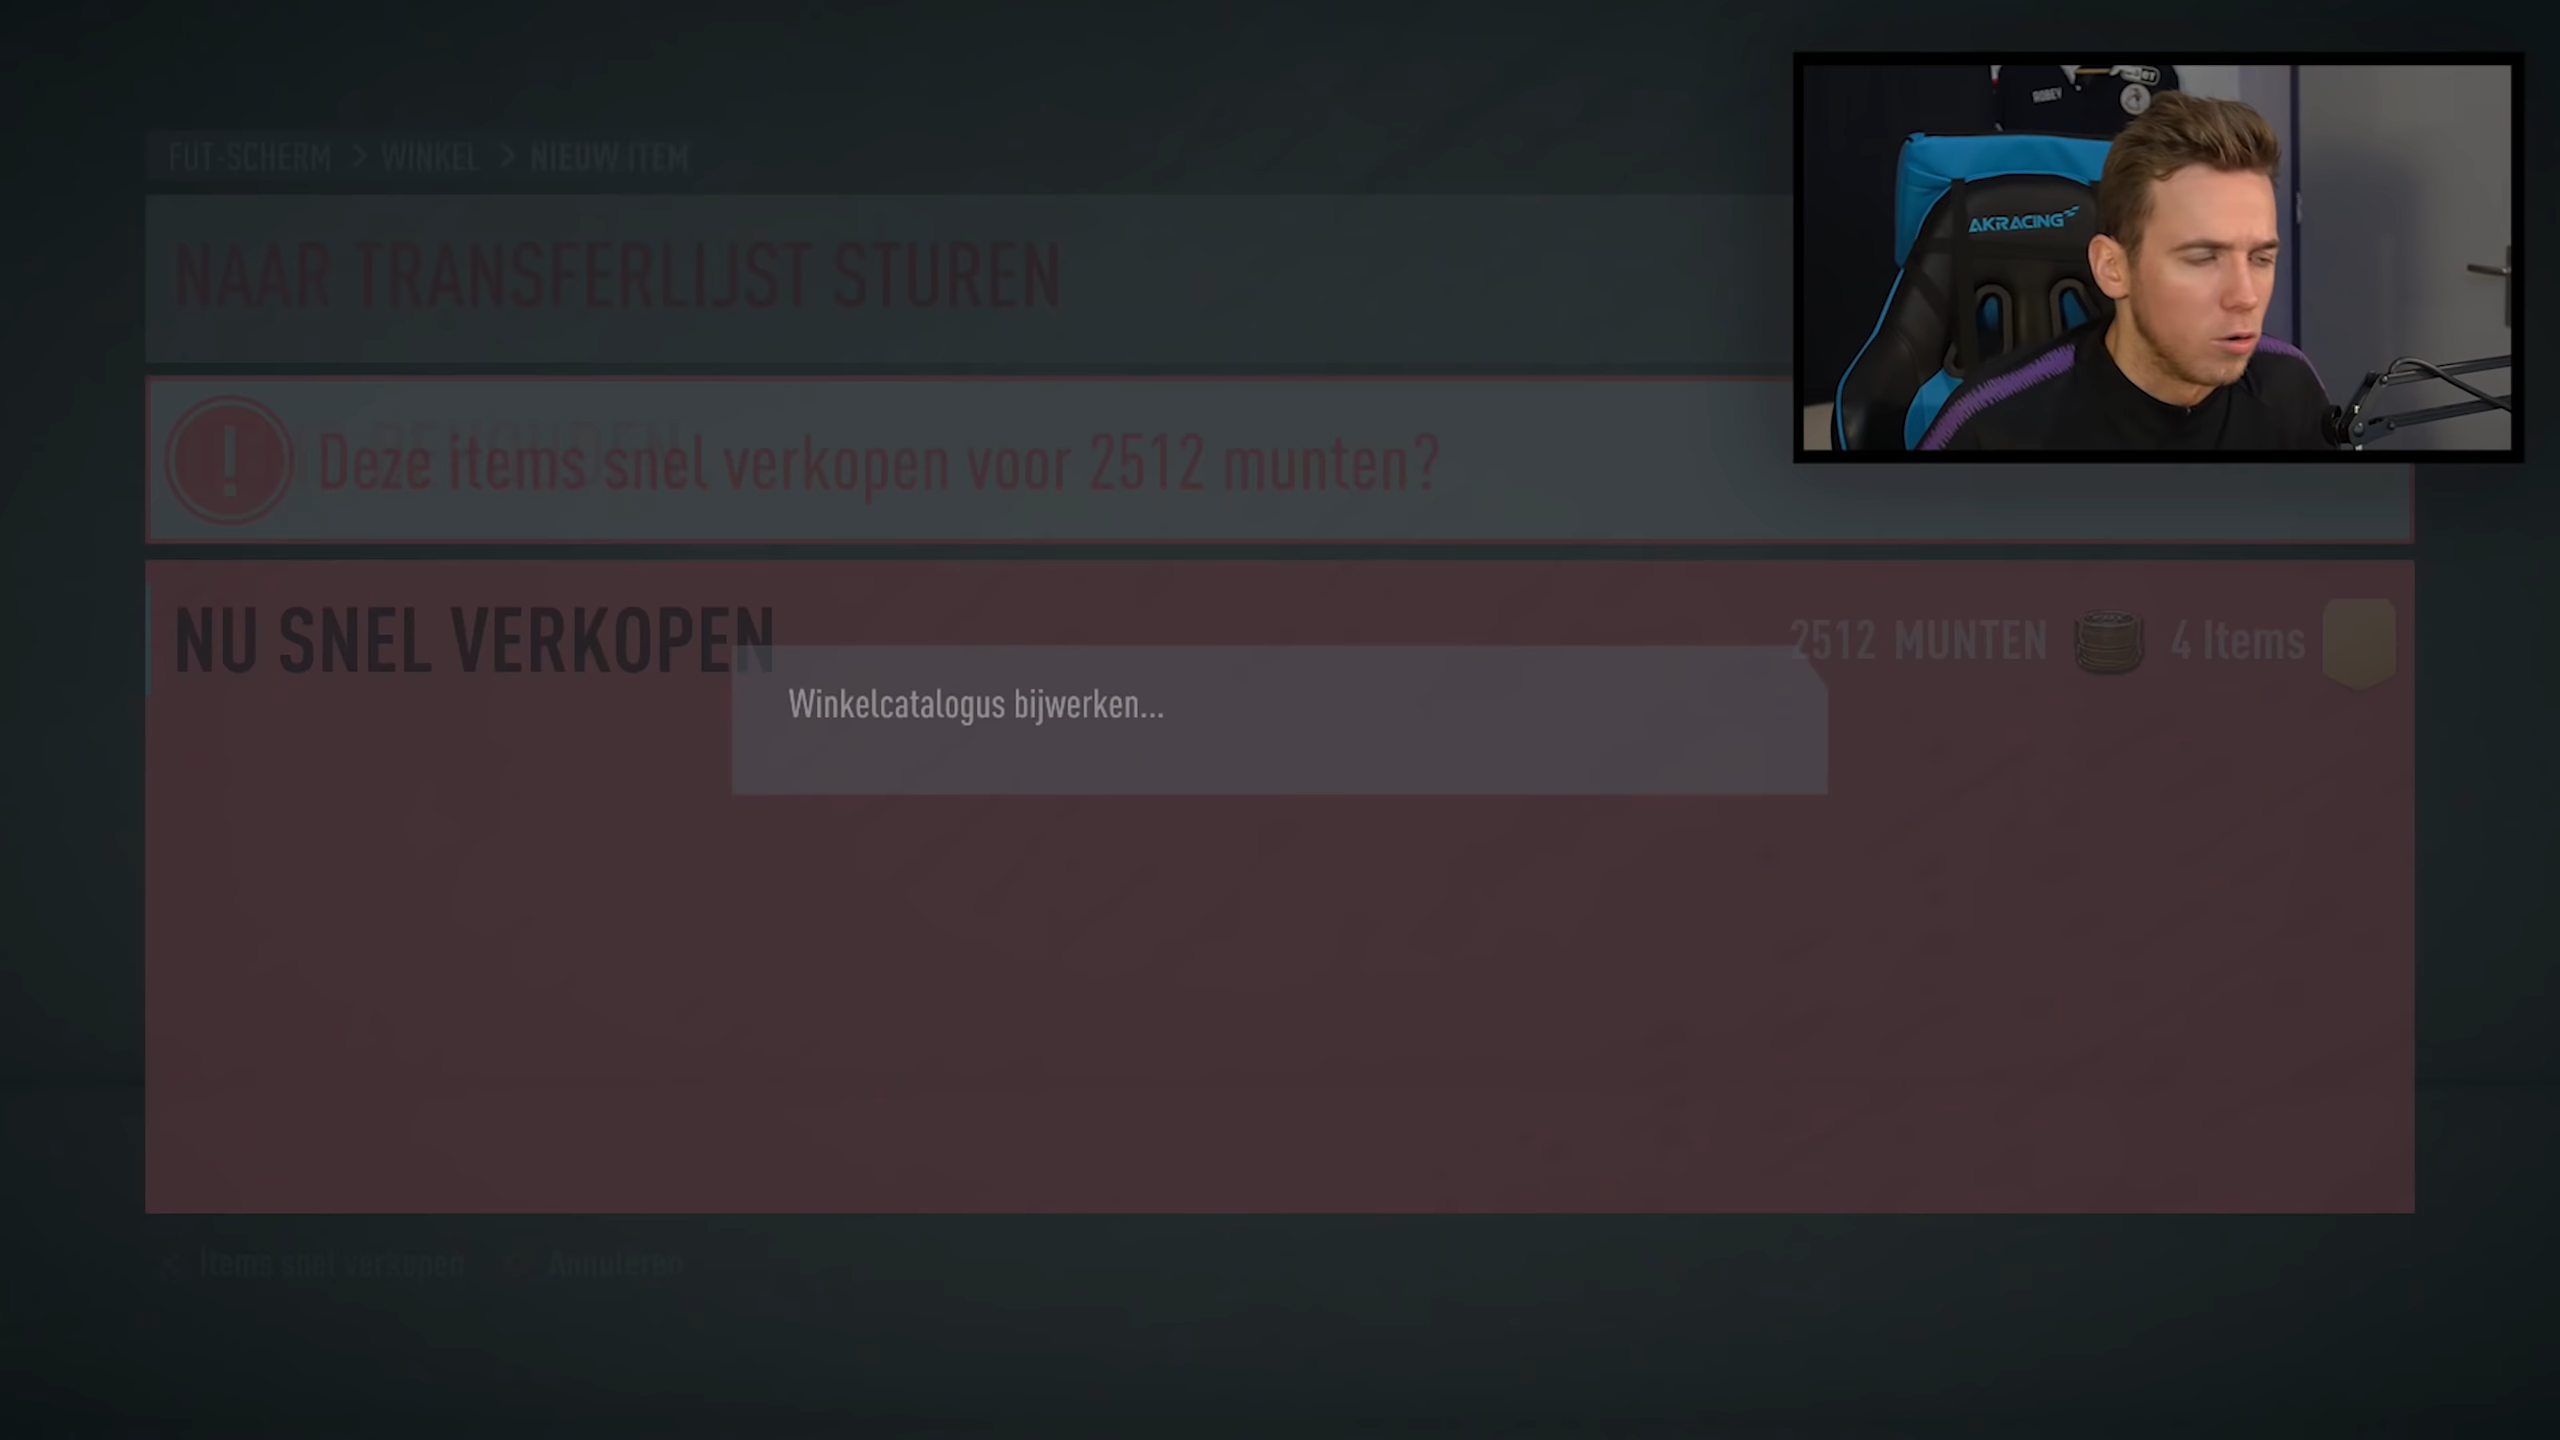 FUT-SCHERM > WINKEL > NIEUW ITEM
ROBEY
AKRACING
NAAR TRANSFERLIJST STUREN
Deze items snel verkopen voor 2512 munten?
NU SNEL VERKOPEN
2512 MUNTEN 4 Items
Winkelcatalogus bijwerken...
Items snel verkopen Annuleren